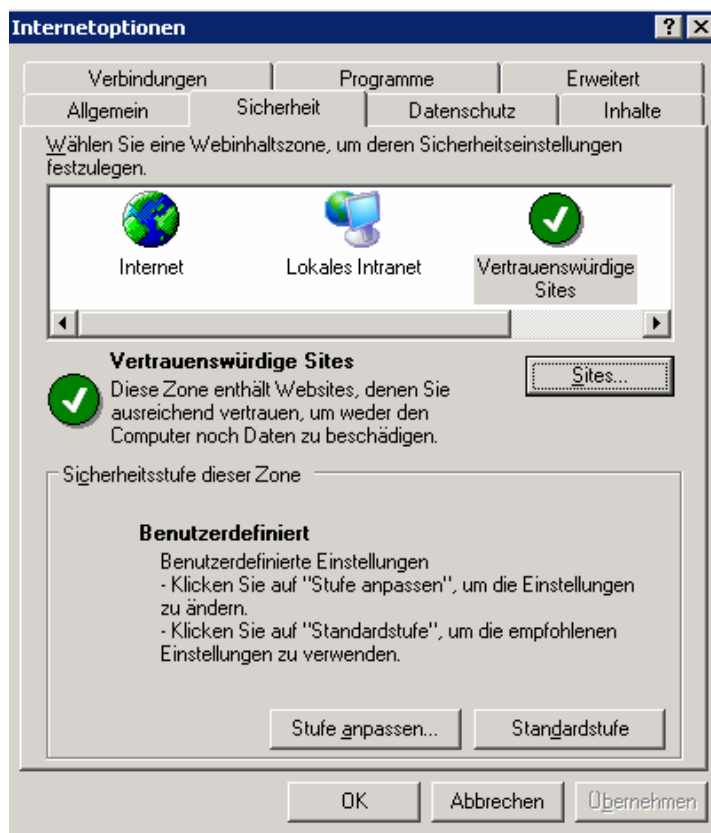 Internetoptionen
Verbindungen Programme Erweitert
Allgemein Sicherheit Datenschutz Inhalte
Wählen Sie eine Webinhaltszone, um deren Sicherheitseinstellungen
festzulegen.
Internet Lokales Intranet Vertrauenswürdige
Sites
Vertrauenswürdige Sites
Sites...
Diese Zone enthält Websites, denen Sie
ausreichend vertrauen, um weder den
Computer noch Daten zu beschädigen.
Sicherheitsstufe dieser Zone
Benutzerdefiniert
Benutzerdefinierte Einstellungen
- Klicken Sie auf "Stufe anpassen", um die Einstellungen
zu ändern.
- Klicken Sie auf "Standardstufe", um die empfohlenen
Einstellungen zu verwenden.
Stufe anpassen... Standardstufe
OK Abbrechen Übernehmen